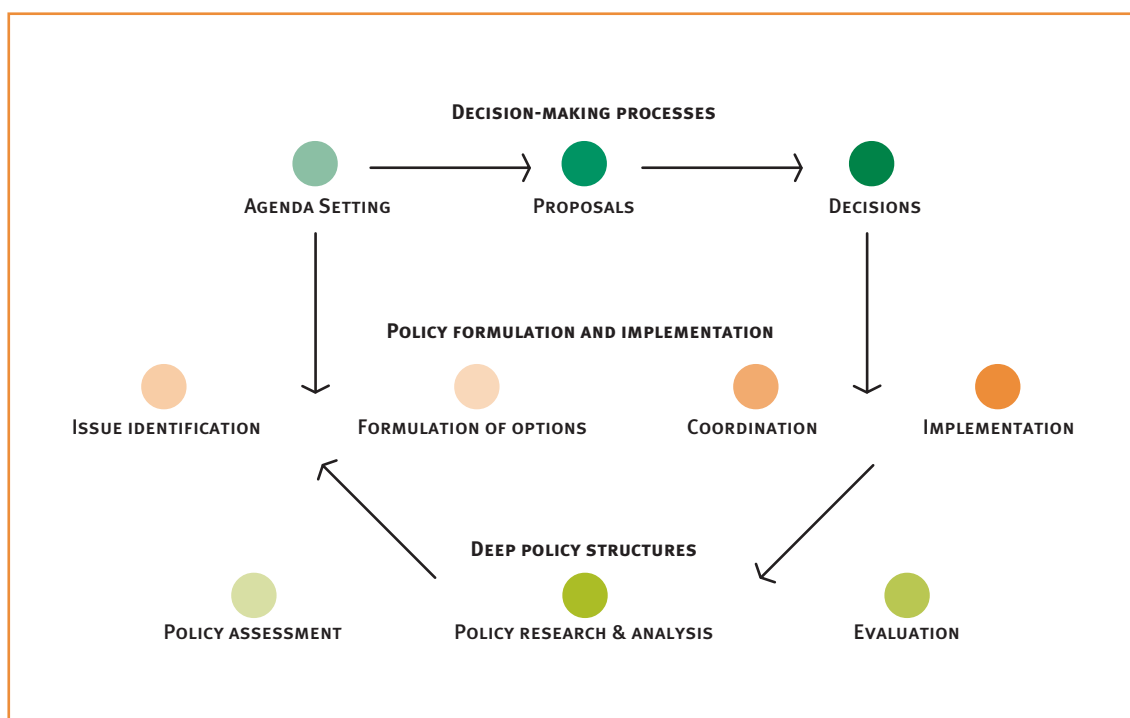 Decision-making processes
Agenda Setting
Proposals
Decisions
Policy formulation and implementation
Issue identification
Formulation of options
Coordination
Implementation
Deep policy structures
Policy assessment
Policy research & analysis
Evaluation